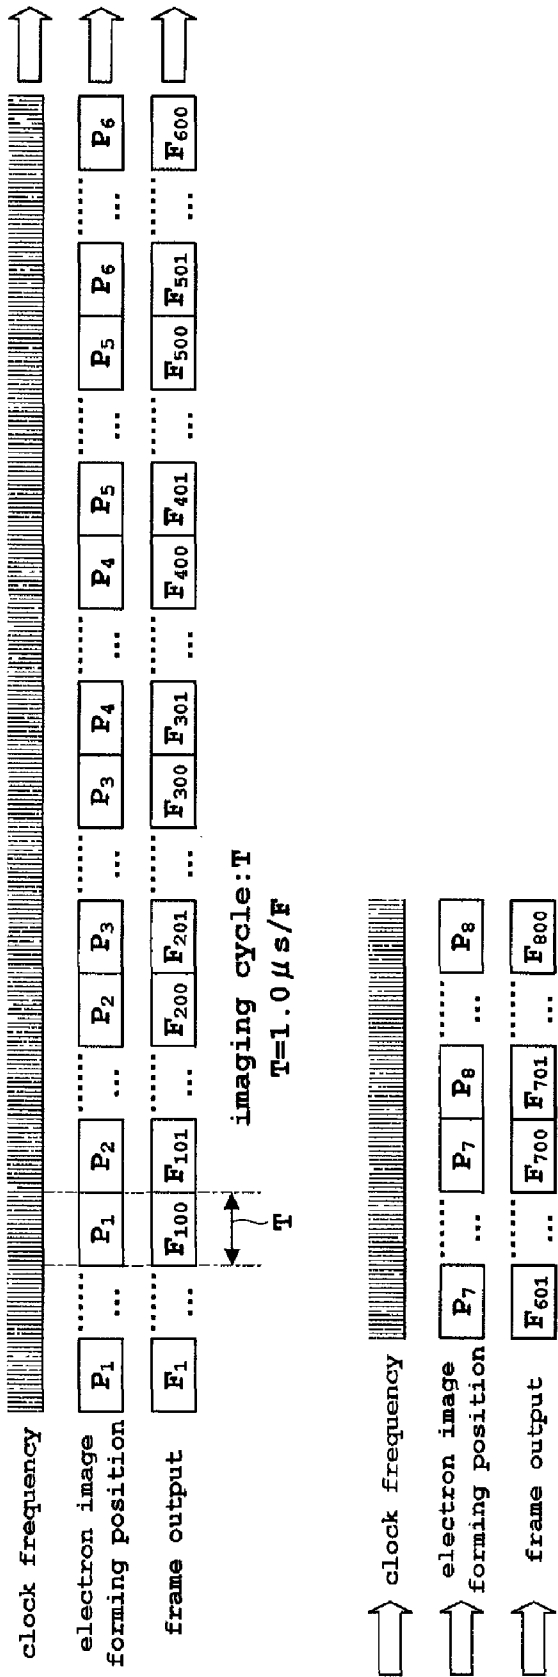 clock frequency
electron image
forming position
P1 ...... ... P1 P2 ...... ... P2 P3 ...... ... P3 P4 ...... ... P4 P5 ...... ... P5 P6 ...... ... P6
frame output
F1 ...... ... F100 F101 ...... ... F200 F201 ...... ... F300 F301 ...... ... F400 F401 ...... ... F500 F501 ...... ... F600
T
imaging cycle:T
T=1.0μs/F
clock frequency
electron image
forming position
P7 ...... ... P7 P8 ...... ... P8
frame output
F601 ...... ... F700 F701 ...... ... F800